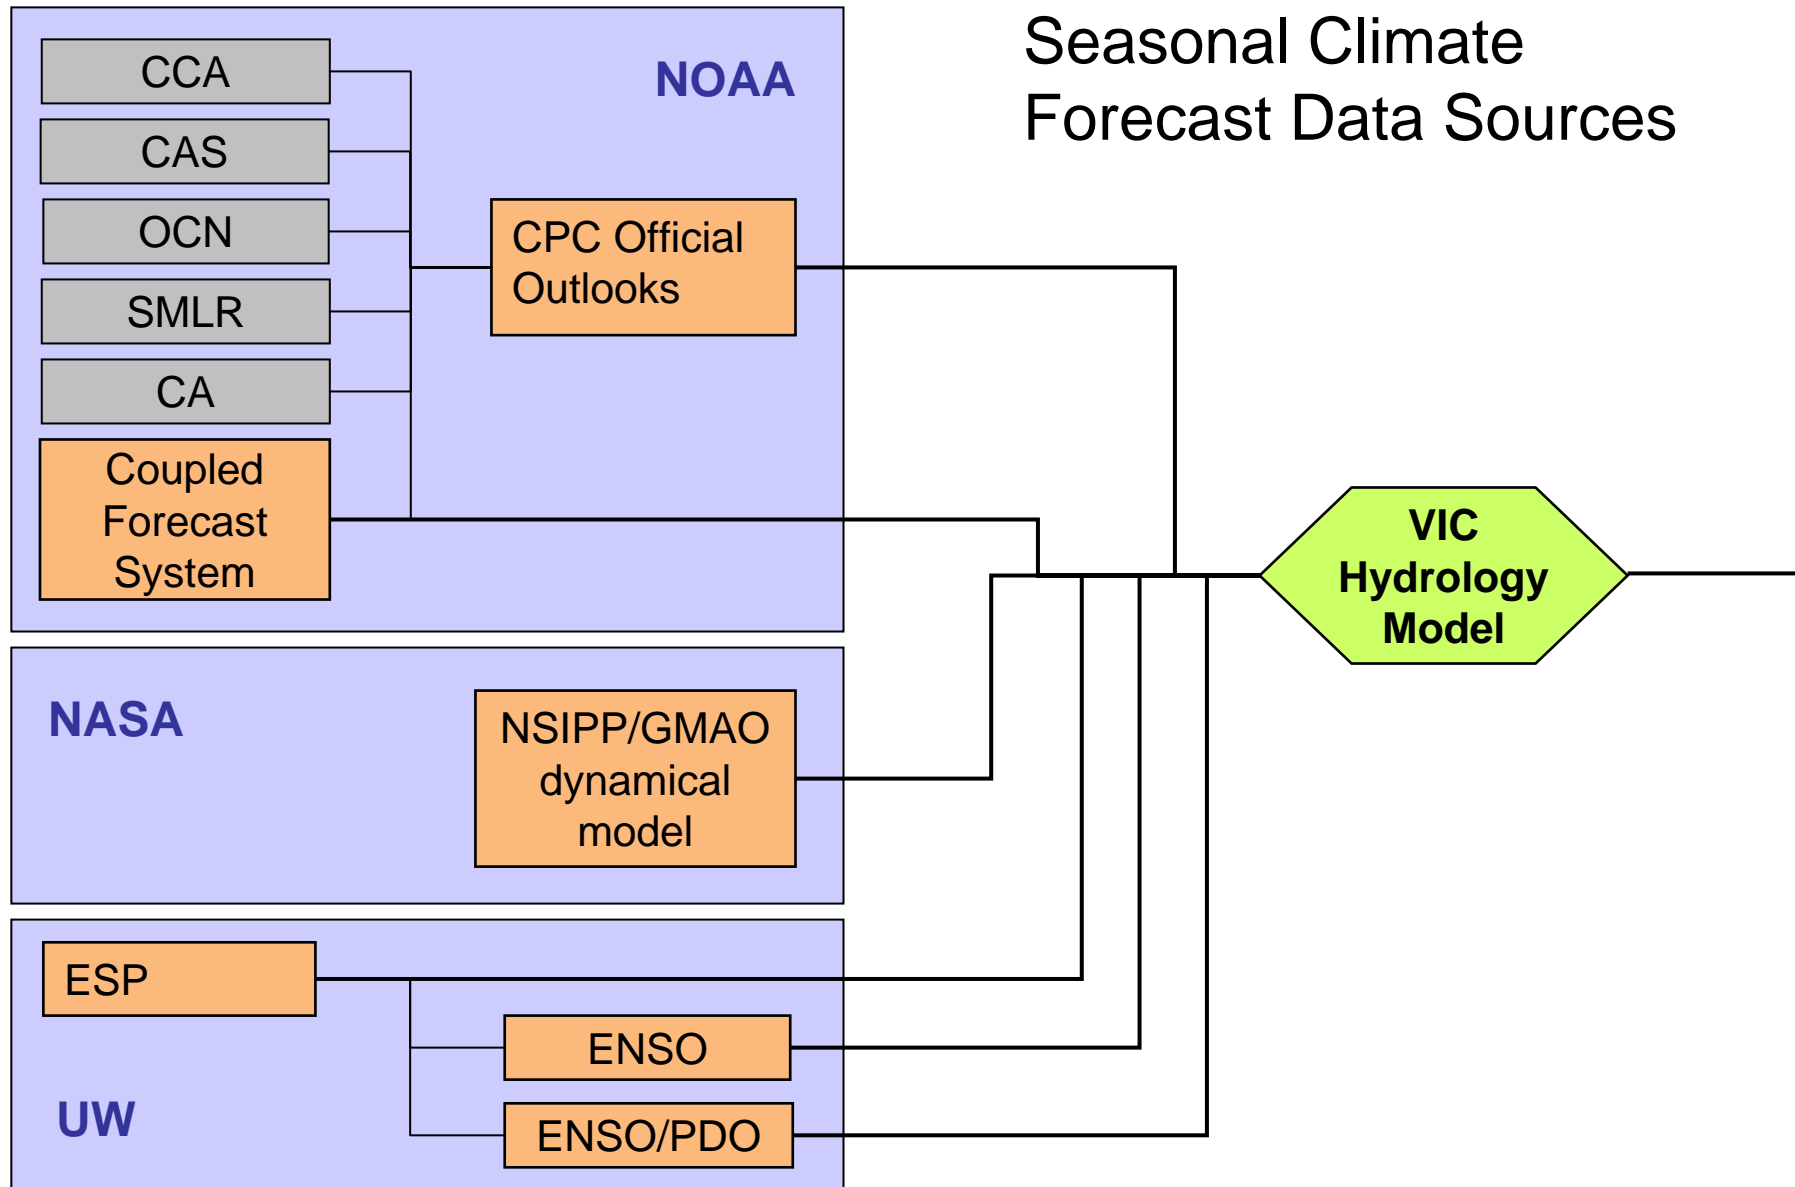 Seasonal Climate
Forecast Data Sources
NOAA
CCA
CAS
OCN
SMLR
CA
Coupled
Forecast
System
CPC Official
Outlooks
NASA
NSIPP/GMAO
dynamical
model
UW
ESP
ENSO
ENSO/PDO
VIC
Hydrology
Model